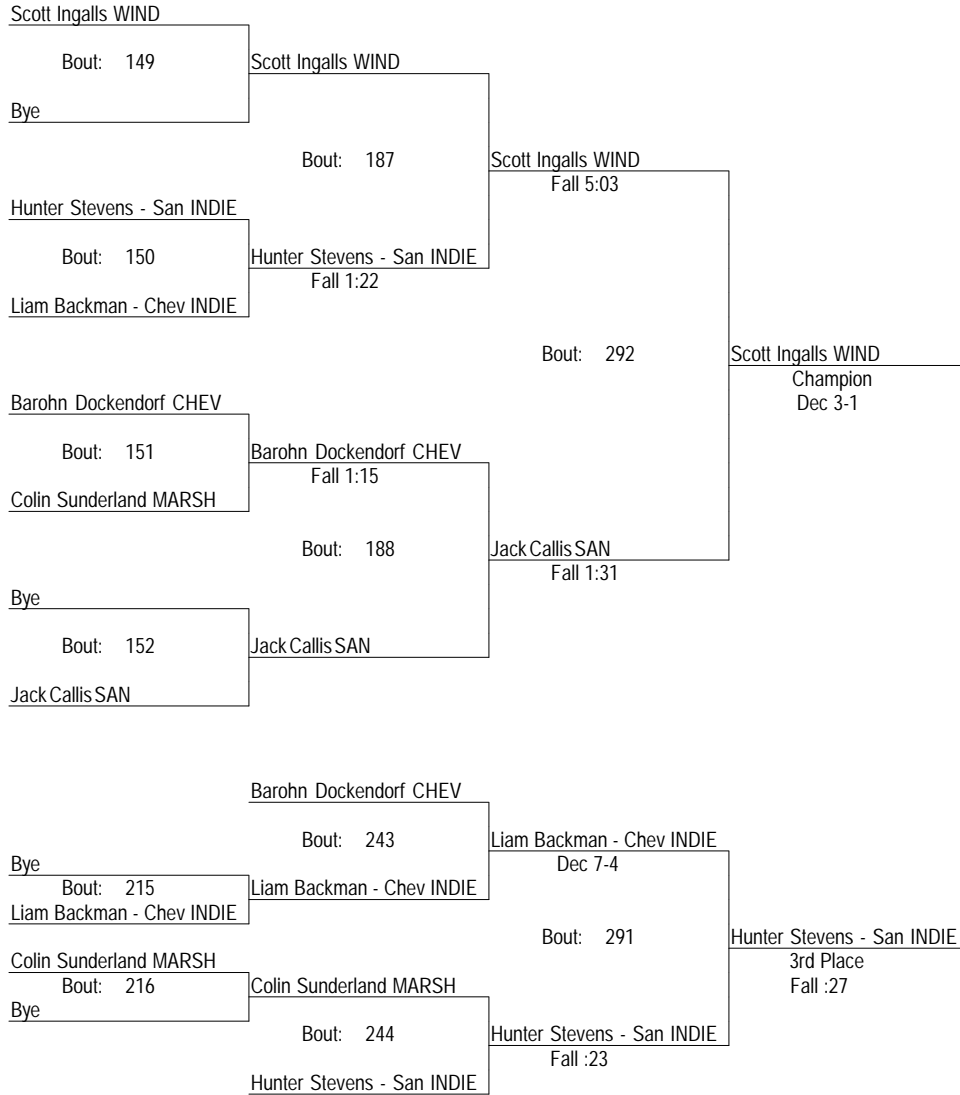 Scott Ingalls WIND
Bout: 149
Scott Ingalls WIND
Bye
Bout: 187
Scott Ingalls WIND
Fall 5:03
Hunter Stevens - San INDIE
Bout: 150
Hunter Stevens - San INDIE
Fall 1:22
Liam Backman - Chev INDIE
Bout: 292
Scott Ingalls WIND
Champion
Dec 3-1
Barohn Dockendorf CHEV
Bout: 151
Barohn Dockendorf CHEV
Fall 1:15
Colin Sunderland MARSH
Bout: 188
Jack Callis SAN
Fall 1:31
Bye
Bout: 152
Jack Callis SAN
Jack Callis SAN
Barohn Dockendorf CHEV
Bout: 243
Liam Backman - Chev INDIE
Dec 7-4
Bye
Bout: 215
Liam Backman - Chev INDIE
Liam Backman - Chev INDIE
Bout: 291
Hunter Stevens - San INDIE
3rd Place
Fall :27
Colin Sunderland MARSH
Bout: 216
Colin Sunderland MARSH
Bye
Bout: 244
Hunter Stevens - San INDIE
Fall :23
Hunter Stevens - San INDIE